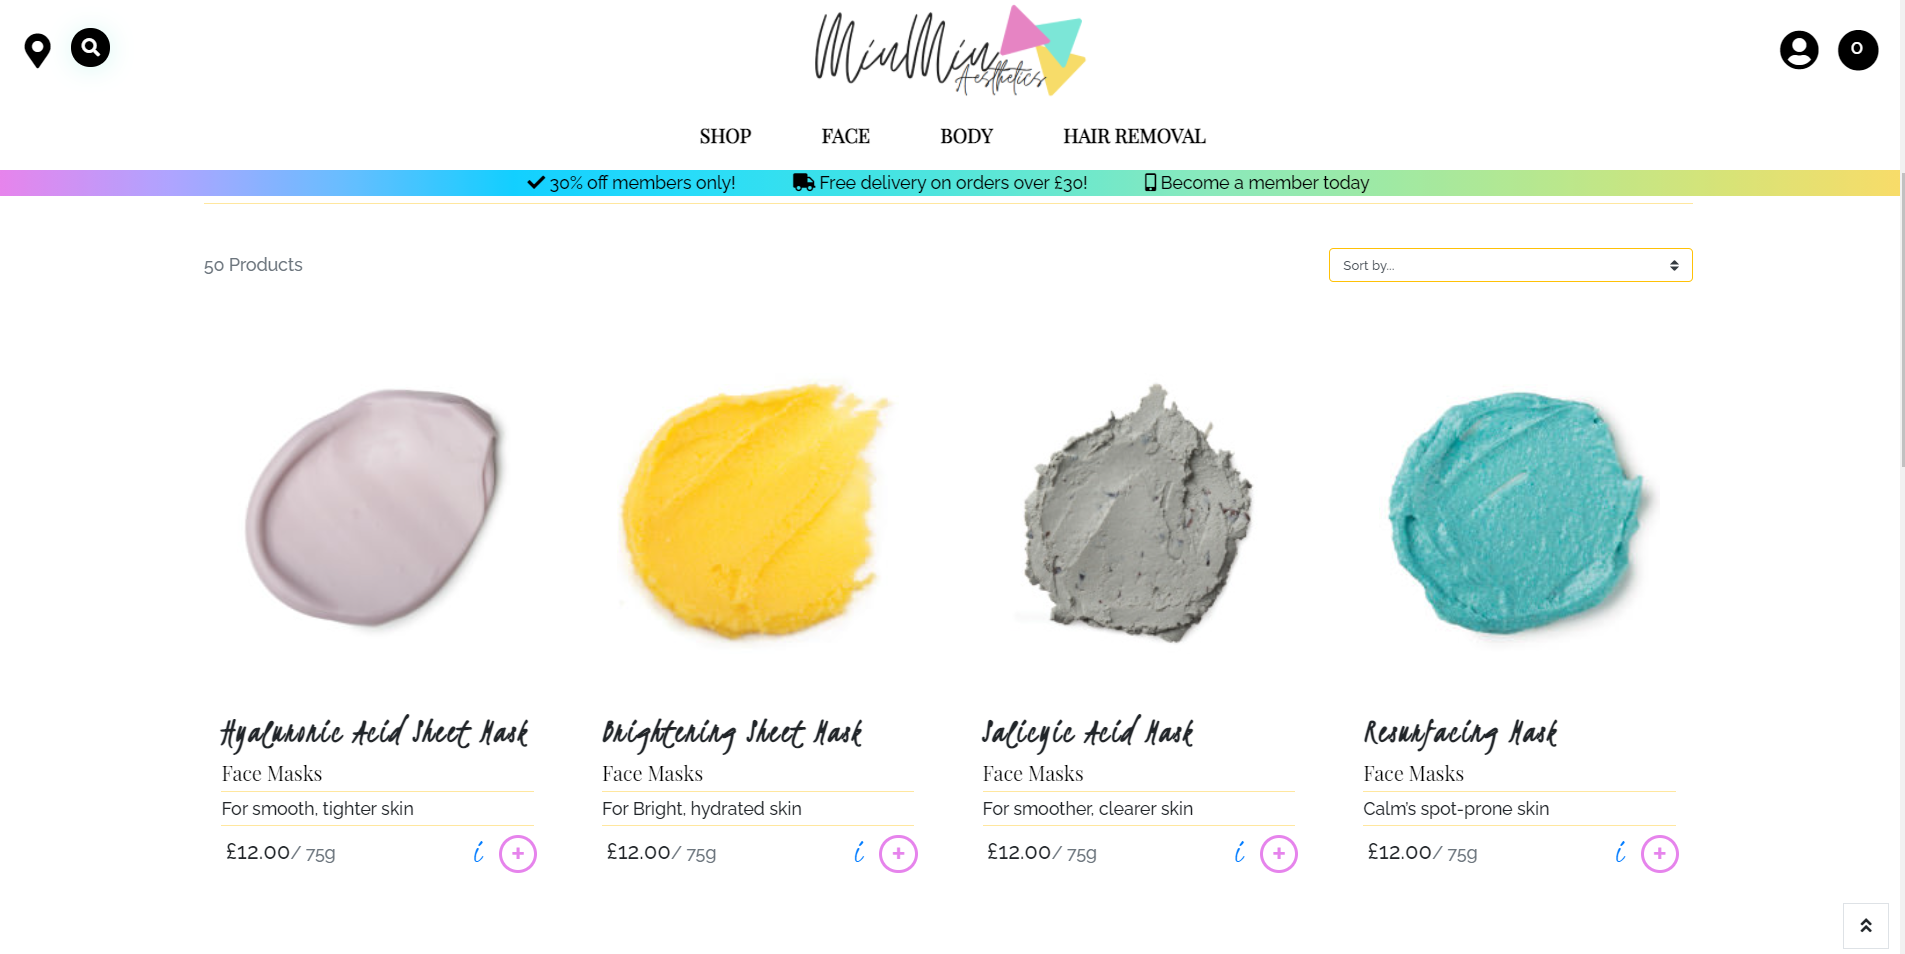 MinMin
Aesthetics
0
SHOP FACE BODY HAIR REMOVAL
30% off members only! Free delivery on orders over £30! Become a member today
50 Products
Sort by...
Hyaluronic Acid Sheet Mask
Face Masks
For smooth, tighter skin
£12.00/ 75g i +
Brightening Sheet Mask
Face Masks
For Bright, hydrated skin
£12.00/ 75g i +
Salicyic Acid Mask
Face Masks
For smoother, clearer skin
£12.00/ 75g i +
Resurfacing Mask
Face Masks
Calm's spot-prone skin
£12.00/ 75g i +